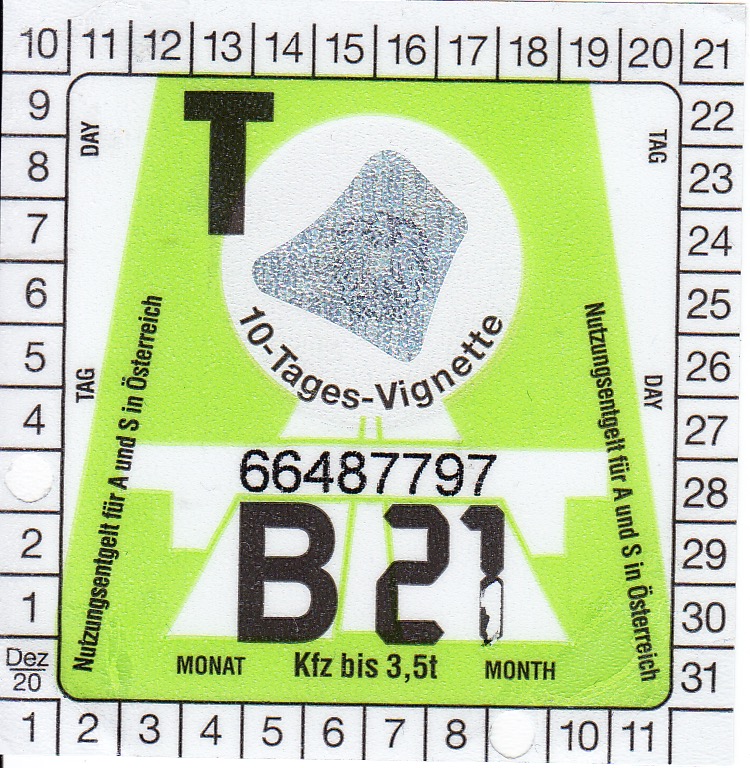 10 11 12 13 14 15 16 17 18 19 20 21
9 22
8 23
7 24
6 25
5 26
4 27
28
2 29
1 30
Dez
20
31
1 2 3 4 5 6 7 8 10 11
DAY
TAG
TAG
DAY
T
10-Tages-Vignette
Nutzungsentgelt für A und S in Österreich
Nutzungsentgelt für A und S in Österreich
66487797
B 21
MONAT Kfz bis 3,5t MONTH